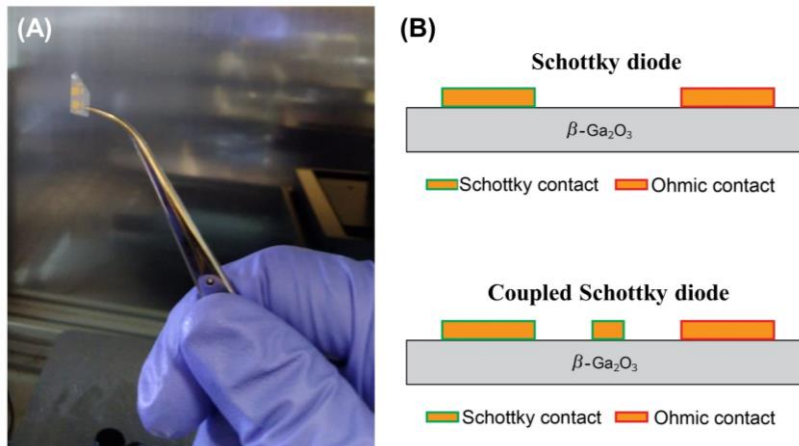 (A)
(B)
Schottky diode
β-Ga₂O₃
Schottky contact Ohmic contact
Coupled Schottky diode
β-Ga₂O₃
Schottky contact Ohmic contact